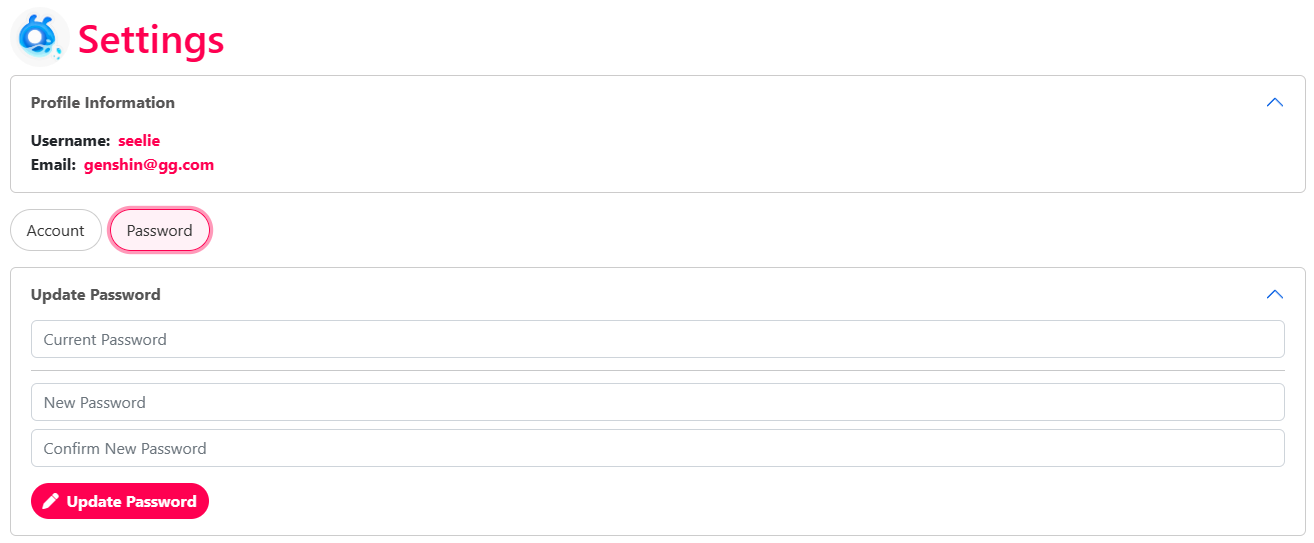 Settings
Profile Information
Username: seelie
Email: genshin@gg.com
Account Password
Update Password
Current Password
New Password
Confirm New Password
Update Password